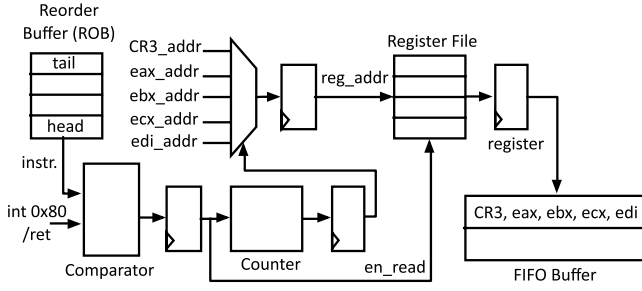 Reorder
Buffer (ROB)
tail
head
instr.
int 0x80
/ret
Comparator
CR3_addr
eax_addr
ebx_addr
ecx_addr
edi_addr
Counter
reg_addr
en_read
Register File
register
CR3, eax, ebx, ecx, edi
FIFO Buffer